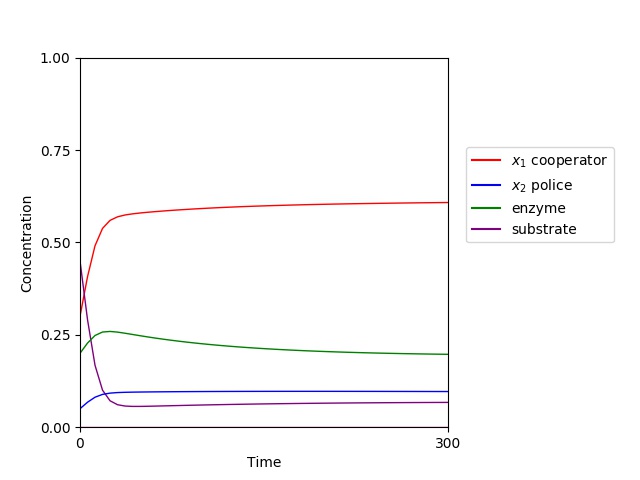 1.00
0.75
0.50
0.25
0.00
Concentration
0
300
Time
x₁ cooperator
x₂ police
enzyme
substrate